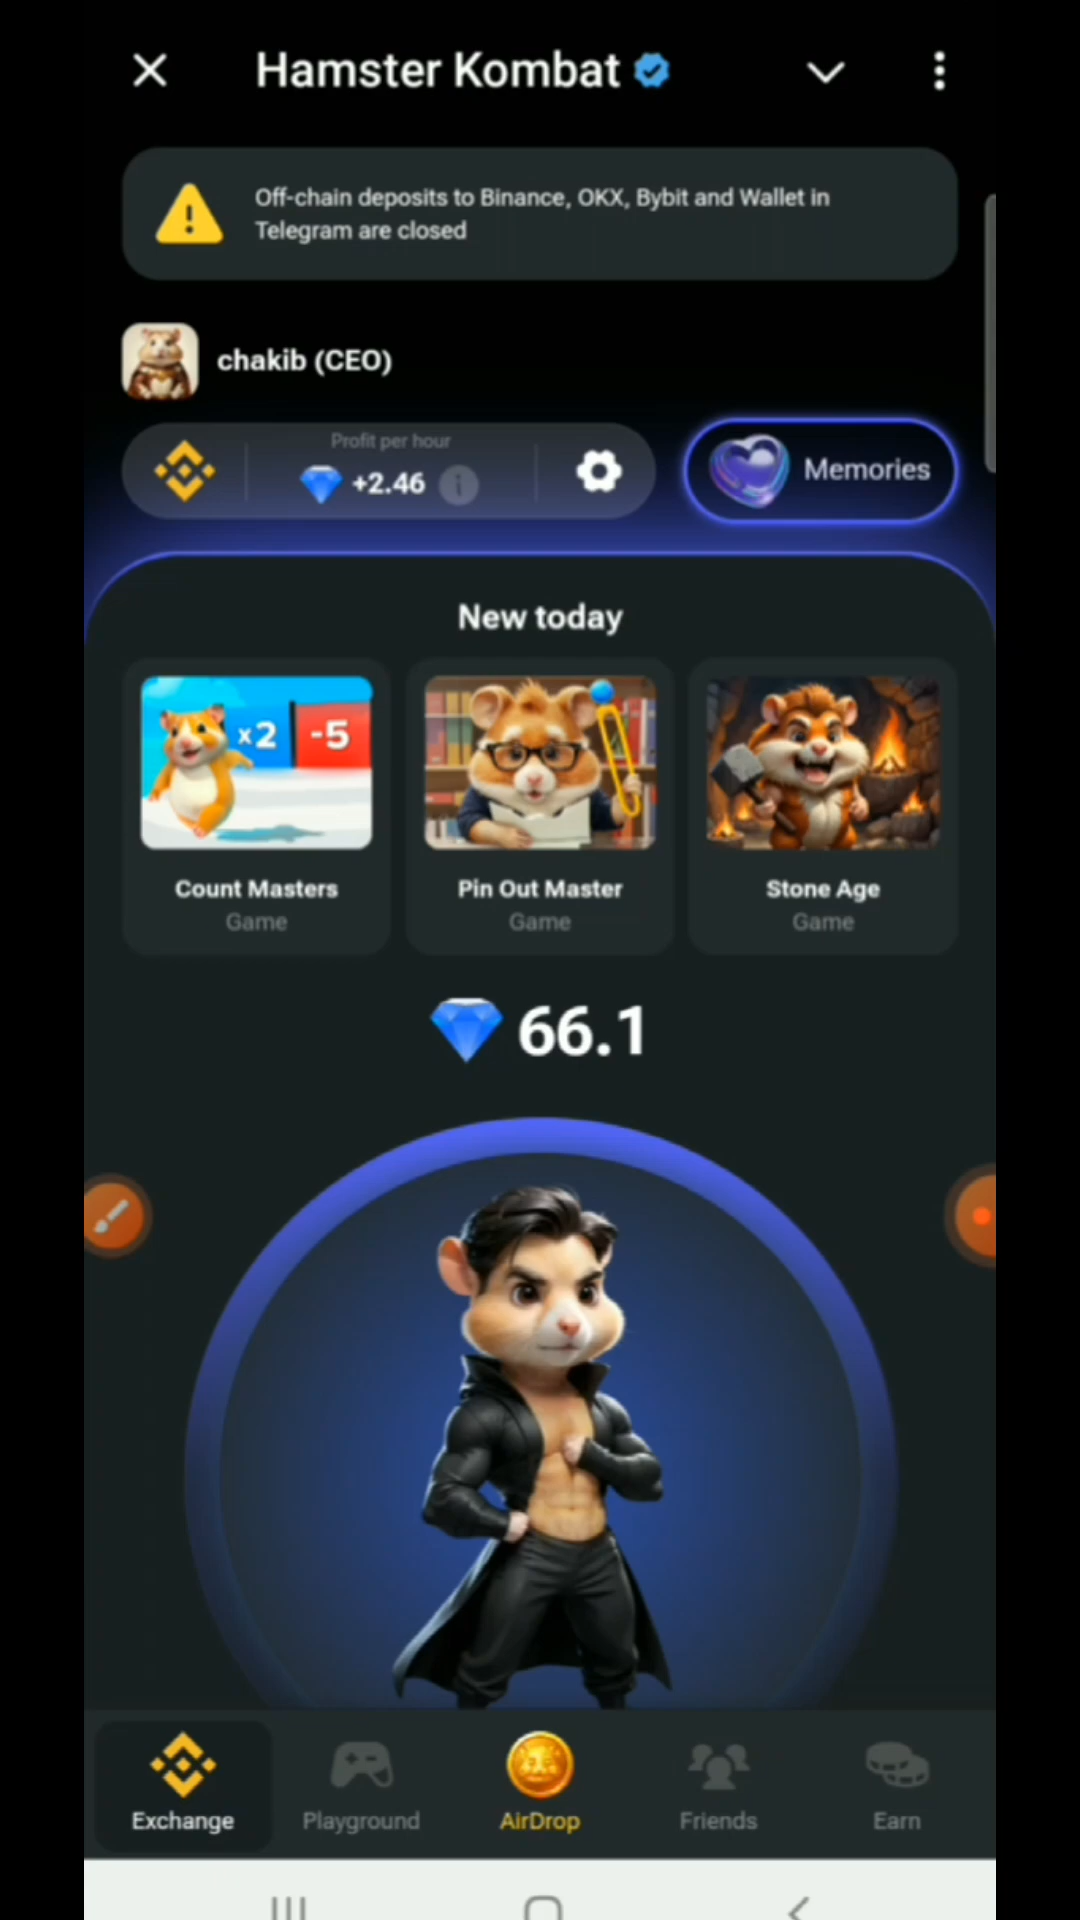 Hamster Kombat
Off-chain deposits to Binance, OKX, Bybit and Wallet in
Telegram are closed
chakib (CEO)
Profit per hour
+2.46
Memories
New today
x2
-5
Count Masters
Game
Pin Out Master
Game
Stone Age
Game
66.1
Exchange
Playground
AirDrop
Friends
Earn